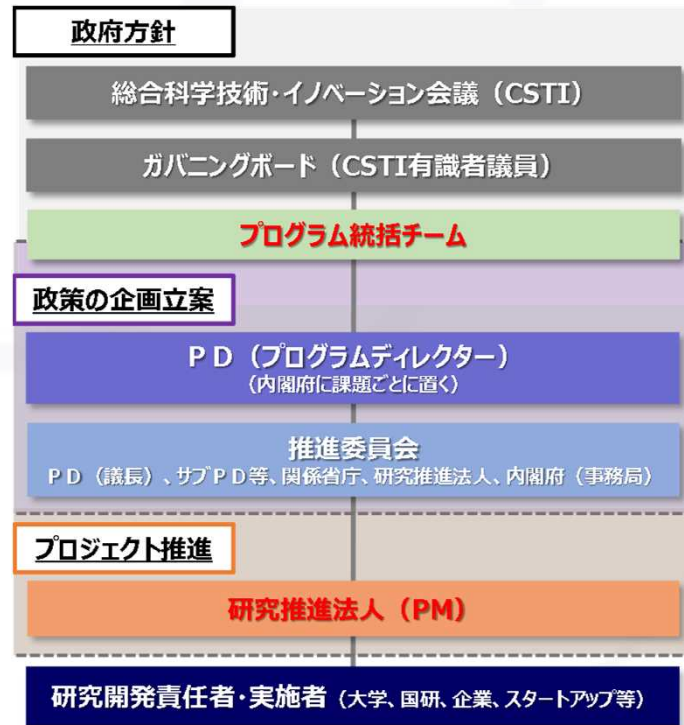 政府方針
総合科学技術・イノベーション会議（CSTI）
ガバニングボード（CSTI有識者議員）
プログラム統括チーム
政策の企画立案
ＰＤ（プログラムディレクター）
（内閣府に課題ごとに置く）
推進委員会
ＰＤ（議長）、サブＰＤ等、関係省庁、研究推進法人、内閣府（事務局）
プロジェクト推進
研究推進法人（PM）
研究開発責任者・実施者（大学、国研、企業、スタートアップ等）